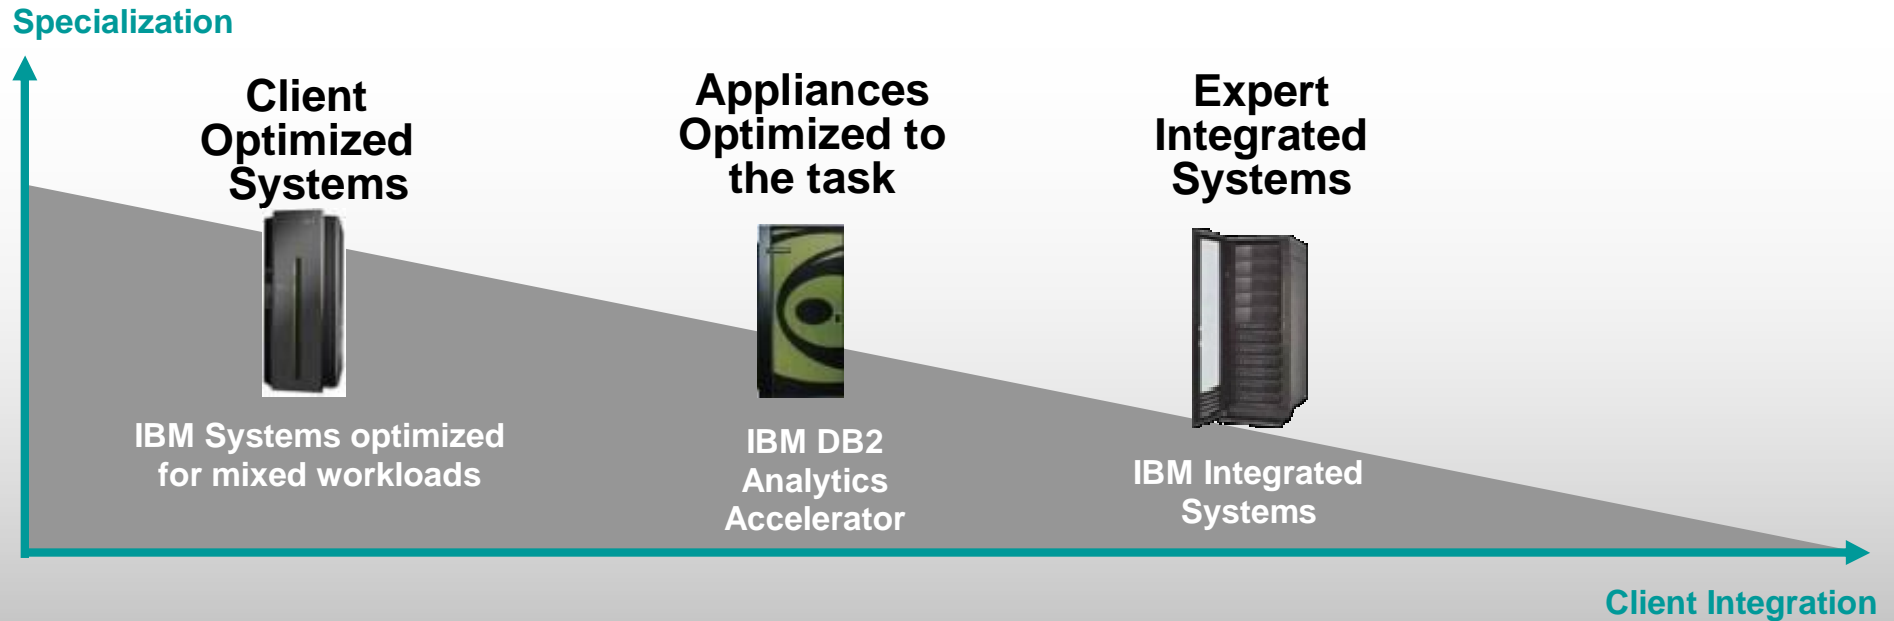 Specialization
Client
Optimized
Systems
Appliances
Optimized to
the task
Expert
Integrated
Systems
IBM Systems optimized
for mixed workloads
IBM DB2
Analytics
Accelerator
IBM Integrated
Systems
Client Integration